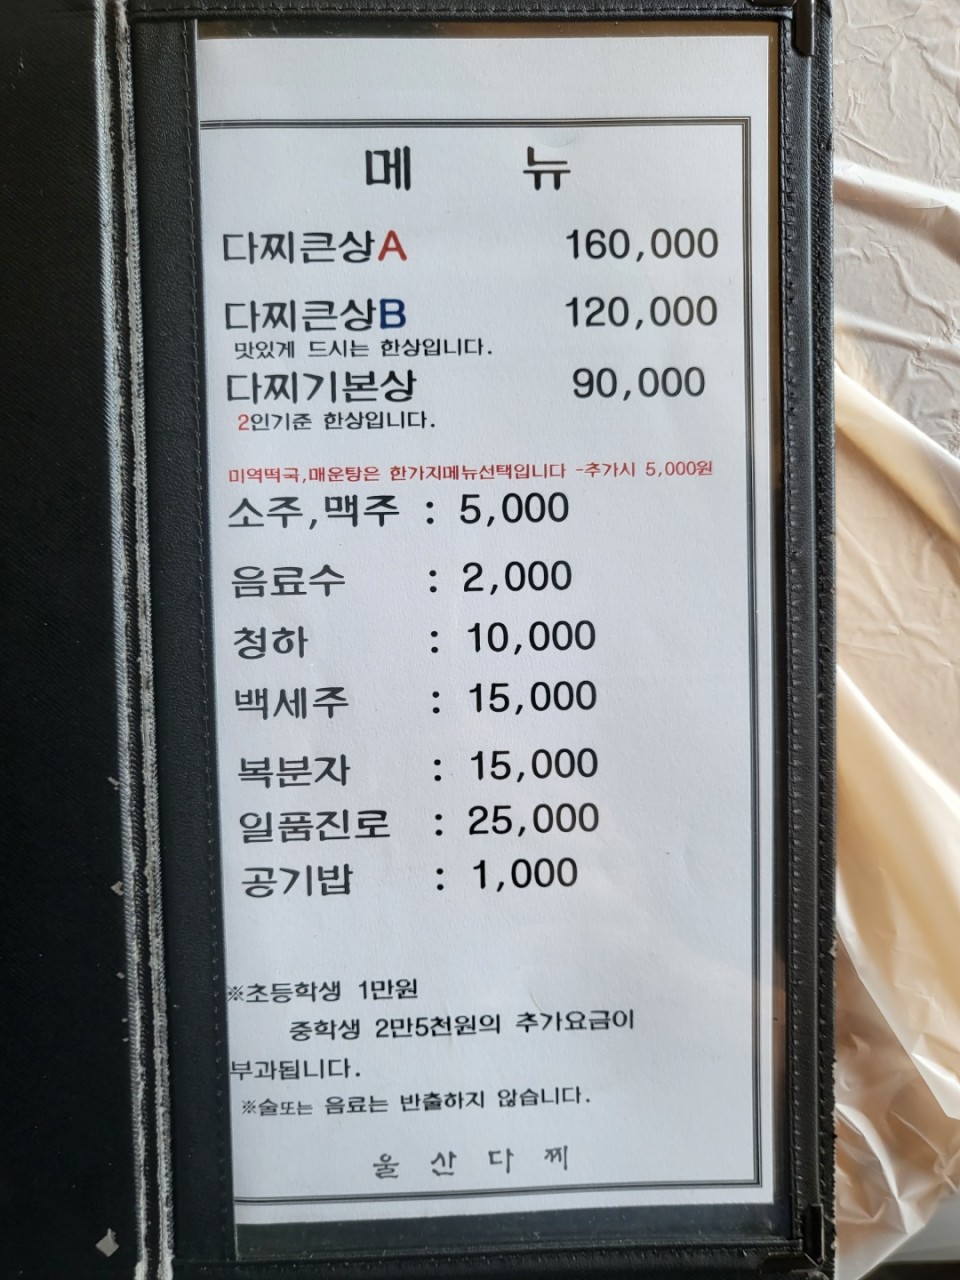 메 뉴
다찌큰상A 160,000
다찌큰상B 120,000
맛있게 드시는 한상입니다.
다찌기본상 90,000
2인기준 한상입니다.
미역떡국,매운탕은 한가지메뉴선택입니다 -추가시 5,000원
소주,맥주 : 5,000
음료수 : 2,000
청하 : 10,000
백세주 : 15,000
복분자 : 15,000
일품진로 : 25,000
공기밥 : 1,000
※초등학생 1만원
중학생 2만5천원의 추가요금이
부과됩니다.
※술또는 음료는 반출하지 않습니다.
울 산 다 찌